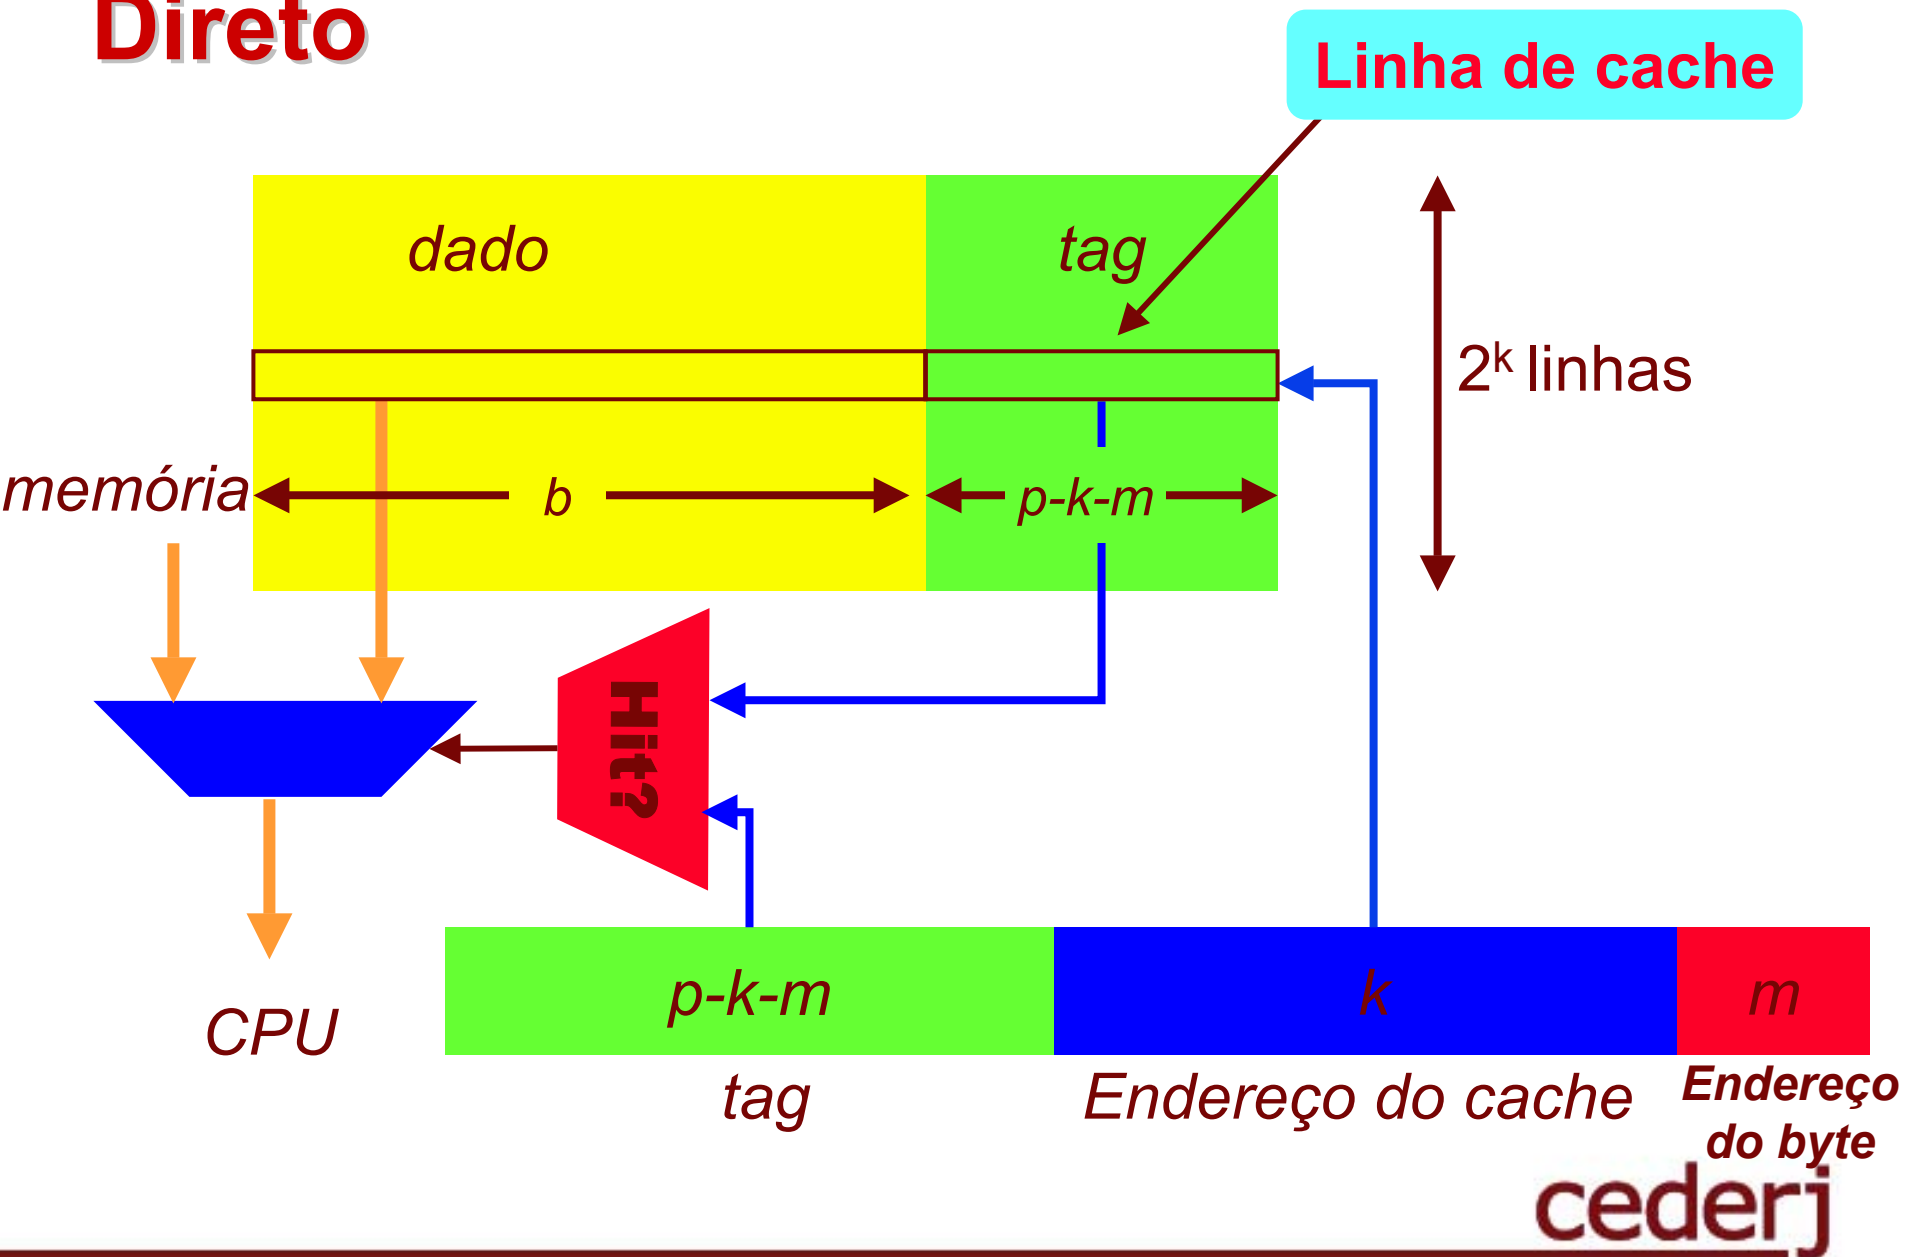 Direto
Linha de cache
dado
tag
2k linhas
memória
b
p-k-m
Hit?
p-k-m
k
m
CPU
tag
Endereço do cache
Endereço
do byte
cederj